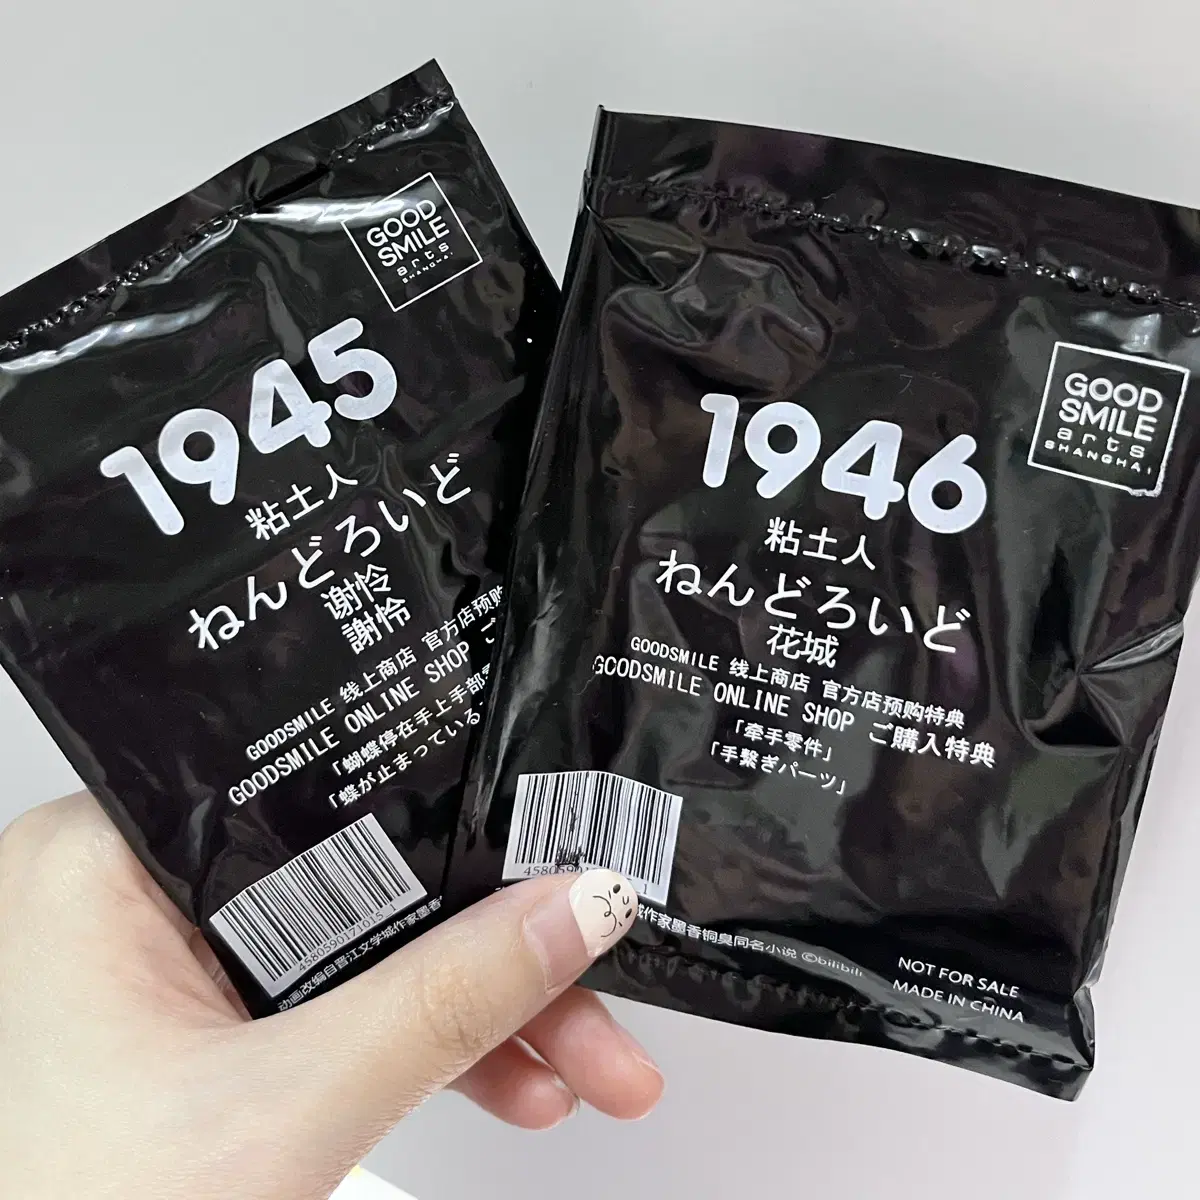 GOOD
SMILE
arts
SHANGHAI
1945
粘土人
ねんどろいど
谢怜
謝怜
GOODSMILE 线上商店 官方店预购
GOODSMILE ONLINE SHOP ご
「蝴蝶停在手上手部
「蝶が止まっている
4580590171015 1
动画改编自晋江文学城作家墨香
GOOD
SMILE
arts
SHANGHAI
1946
粘土人
ねんどろいど
花城
GOODSMILE 线上商店 官方店预购特典
GOODSMILE ONLINE SHOP ご購入特典
「牵手零件」
「手繋ぎパーツ」
1
城作家墨香铜臭同名小说 ©bilibili
NOT FOR SALE
MADE IN CHINA